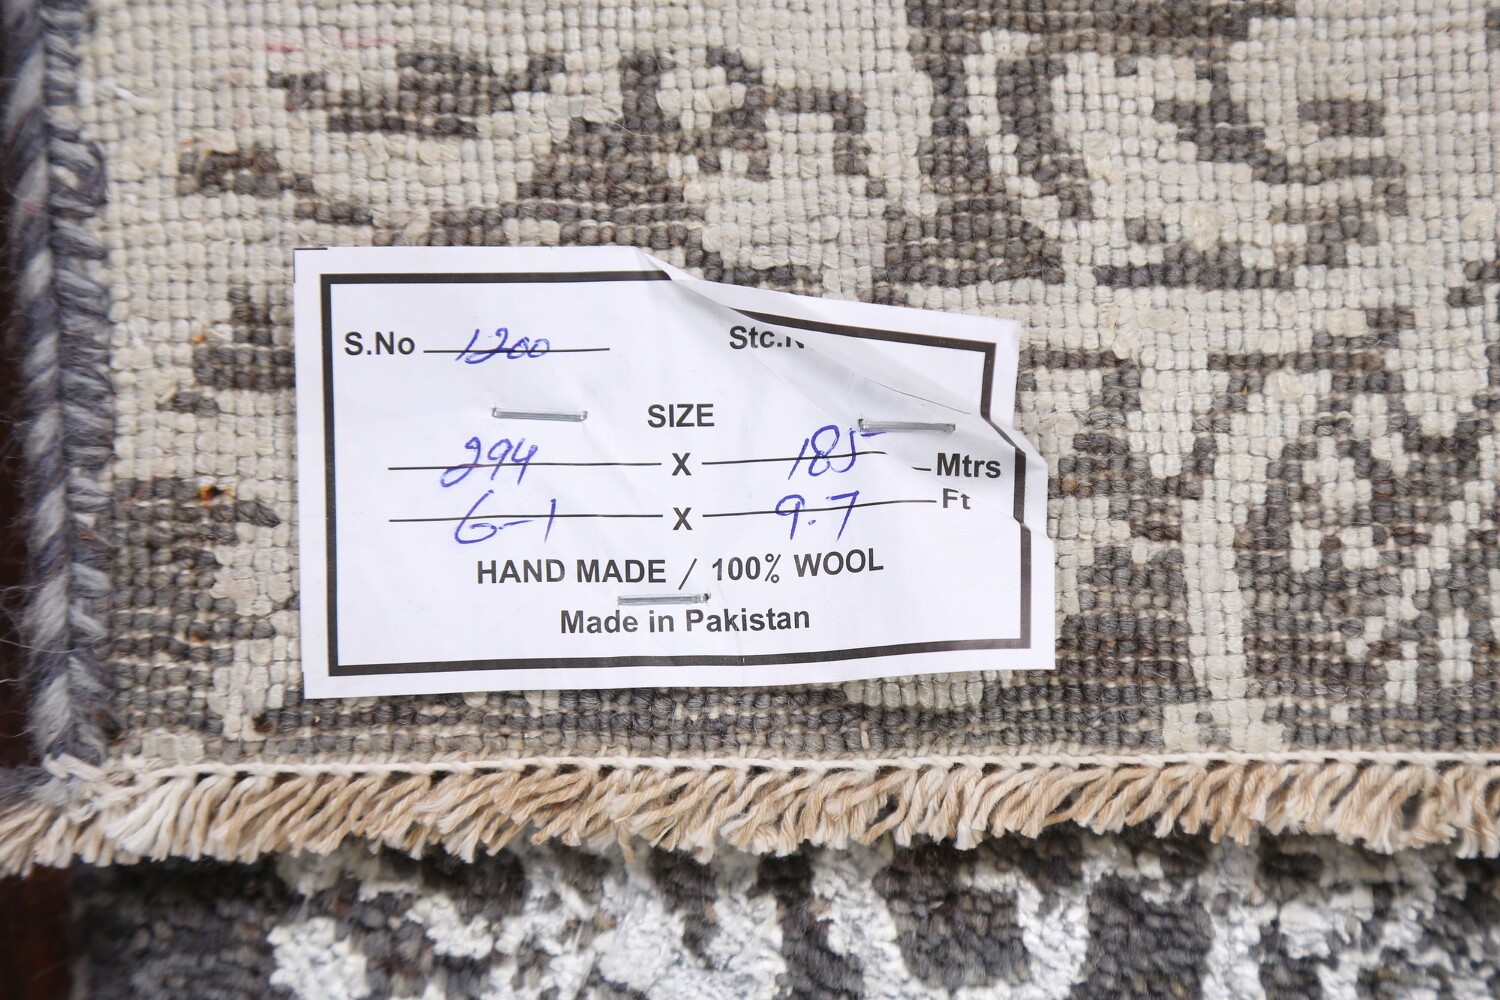 S.No 1200 Stc.N
SIZE
294 X 185 Mtrs
6-1 X 9.7 Ft
HAND MADE / 100% WOOL
Made in Pakistan